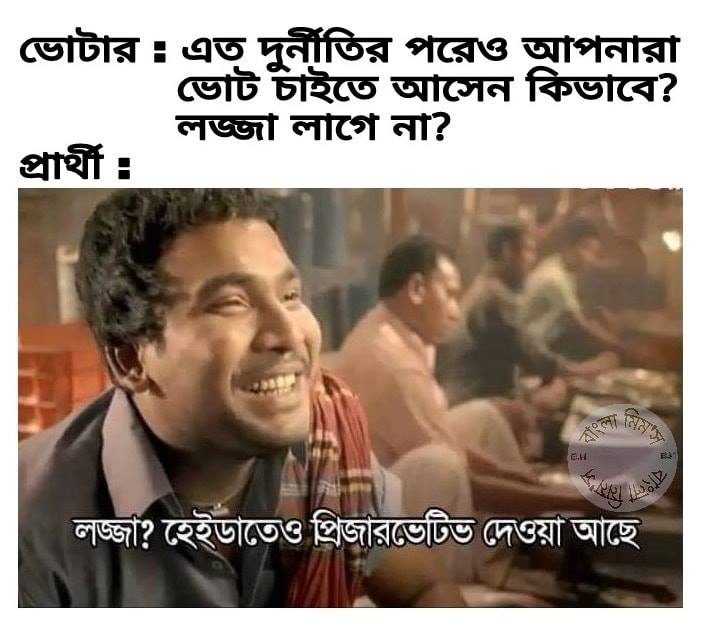 ভোটার : এত দুর্নীতির পরেও আপনারা
ভোট চাইতে আসেন কিভাবে?
লজ্জা লাগে না?
প্রার্থী :
বাংলা মিম'স
লজ্জা? হেইডাতেও প্রিজারভেটিভ দেওয়া আছে